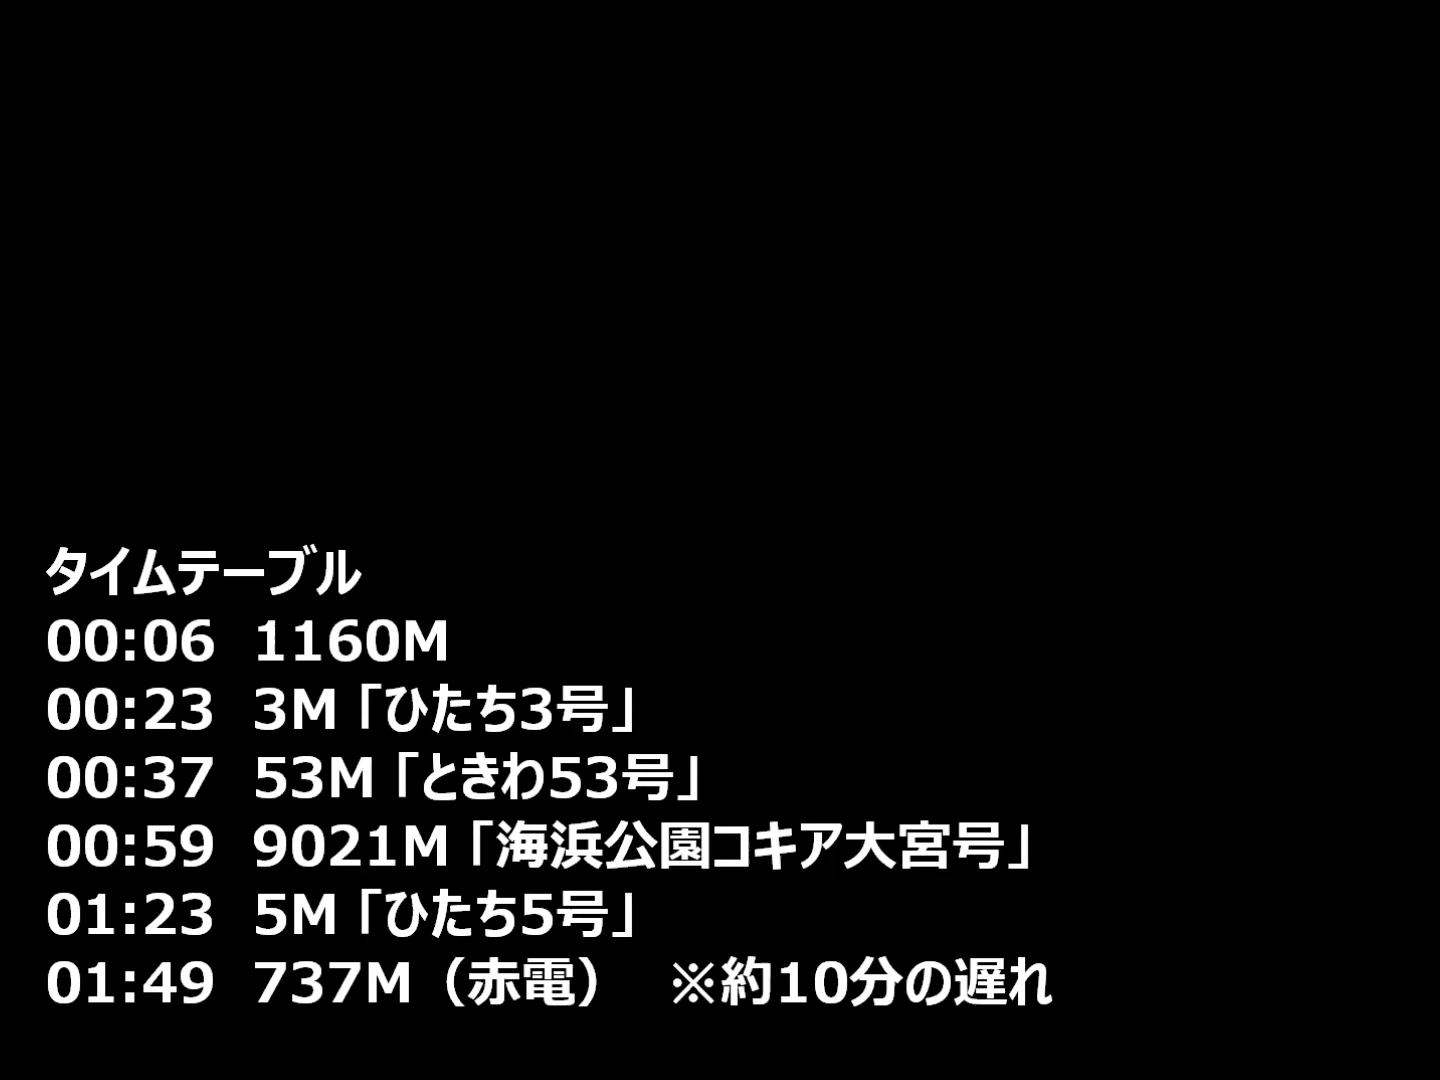 タイムテーブル
00:06 1160M
00:23 3M「ひたち3号」
00:37 53M「ときわ53号」
00:59 9021M「海浜公園コキア大宮号」
01:23 5M「ひたち5号」
01:49 737M（赤電） ※約10分の遅れ